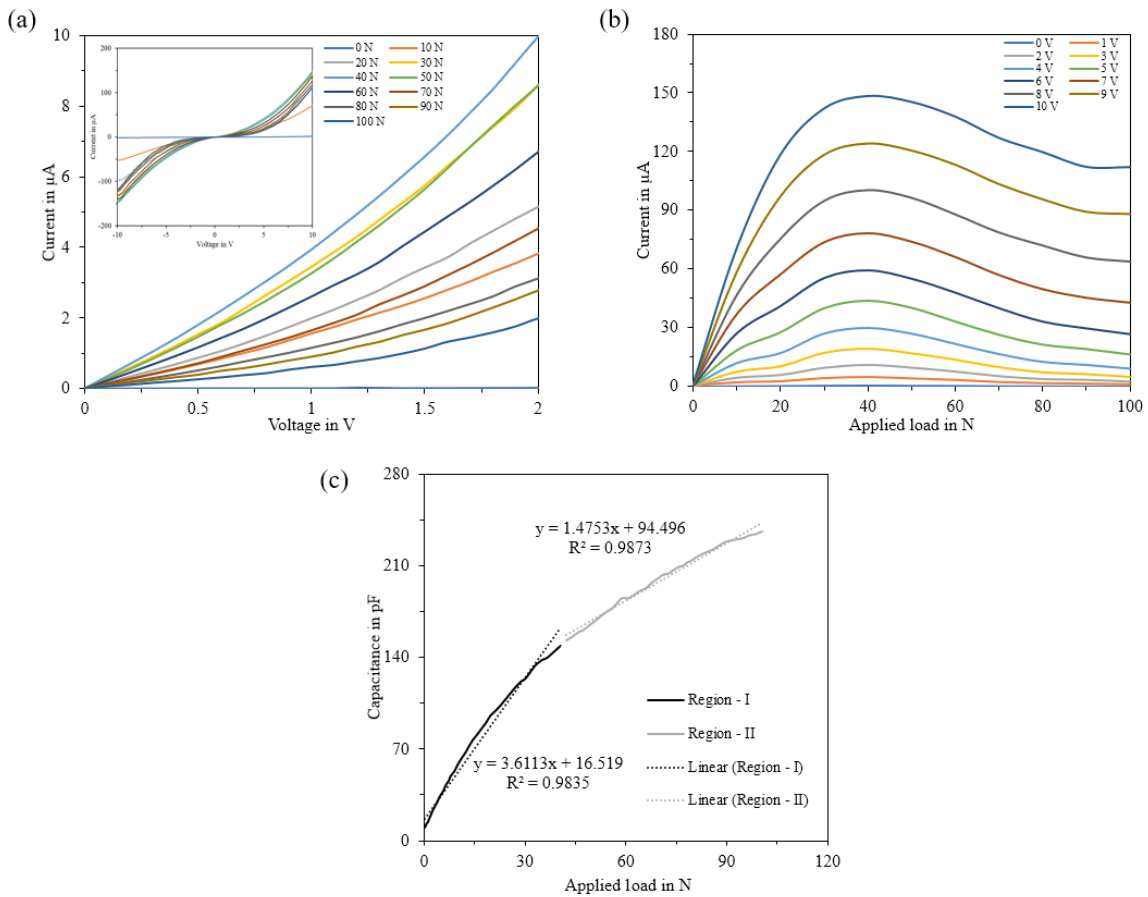 (a)
10
8
6
4
2
0
Current in µA
0 0.5 1 1.5 2
Voltage in V
0 N 10 N
20 N 30 N
40 N 50 N
60 N 70 N
80 N 90 N
100 N
200
100
0
-100
-200
Current in µA
-10 -5 0 5 10
Voltage in V
(b)
180
150
120
90
60
30
0
Current in µA
0 20 40 60 80 100
Applied load in N
0 V 1 V
2 V 3 V
4 V 5 V
6 V 7 V
8 V 9 V
10 V
(c)
280
210
140
70
0
Capacitance in pF
y = 1.4753x + 94.496
R² = 0.9873
y = 3.6113x + 16.519
R² = 0.9835
Region - I
Region - II
Linear (Region - I)
Linear (Region - II)
0 30 60 90 120
Applied load in N